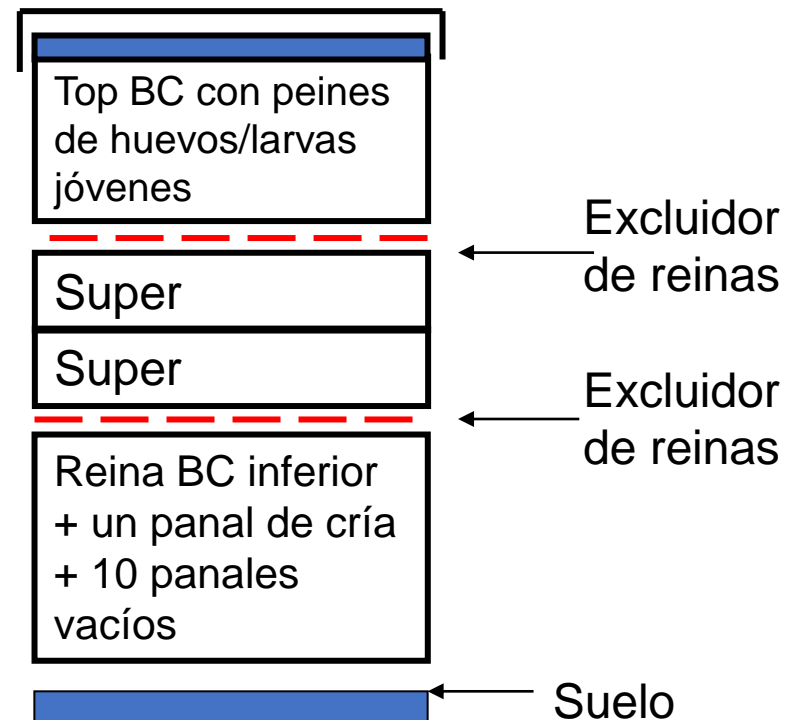 Top BC con peines
de huevos/larvas
jóvenes
Excluidor
de reinas
Super
Super
Excluidor
de reinas
Reina BC inferior
+ un panal de cría
+ 10 panales
vacíos
Suelo